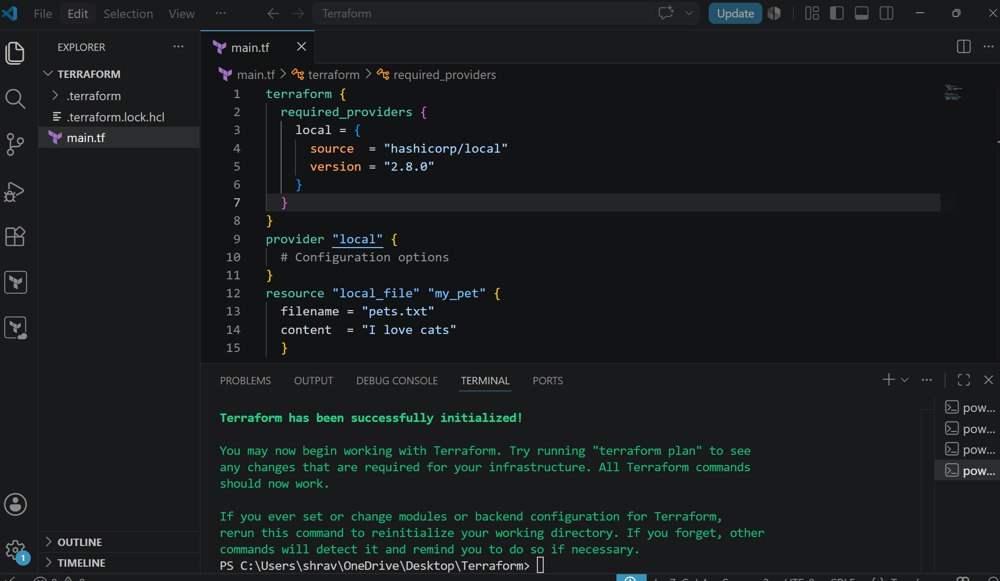 File Edit Selection View ··· Terraform Update
EXPLORER
TERRAFORM
.terraform
.terraform.lock.hcl
main.tf
main.tf
main.tf > terraform > required_providers
1 terraform {
2 required_providers {
3 local = {
4 source  = "hashicorp/local"
5 version = "2.8.0"
6 }
7 }
8 }
9 provider "local" {
10 # Configuration options
11 }
12 resource "local_file" "my_pet" {
13 filename = "pets.txt"
14 content  = "I love cats"
15 }
PROBLEMS OUTPUT DEBUG CONSOLE TERMINAL PORTS
Terraform has been successfully initialized!
You may now begin working with Terraform. Try running "terraform plan" to see
any changes that are required for your infrastructure. All Terraform commands
should now work.
If you ever set or change modules or backend configuration for Terraform,
rerun this command to reinitialize your working directory. If you forget, other
commands will detect it and remind you to do so if necessary.
PS C:\Users\shrav\OneDrive\Desktop\Terraform>
pow...
pow...
pow...
pow...
OUTLINE
TIMELINE
1